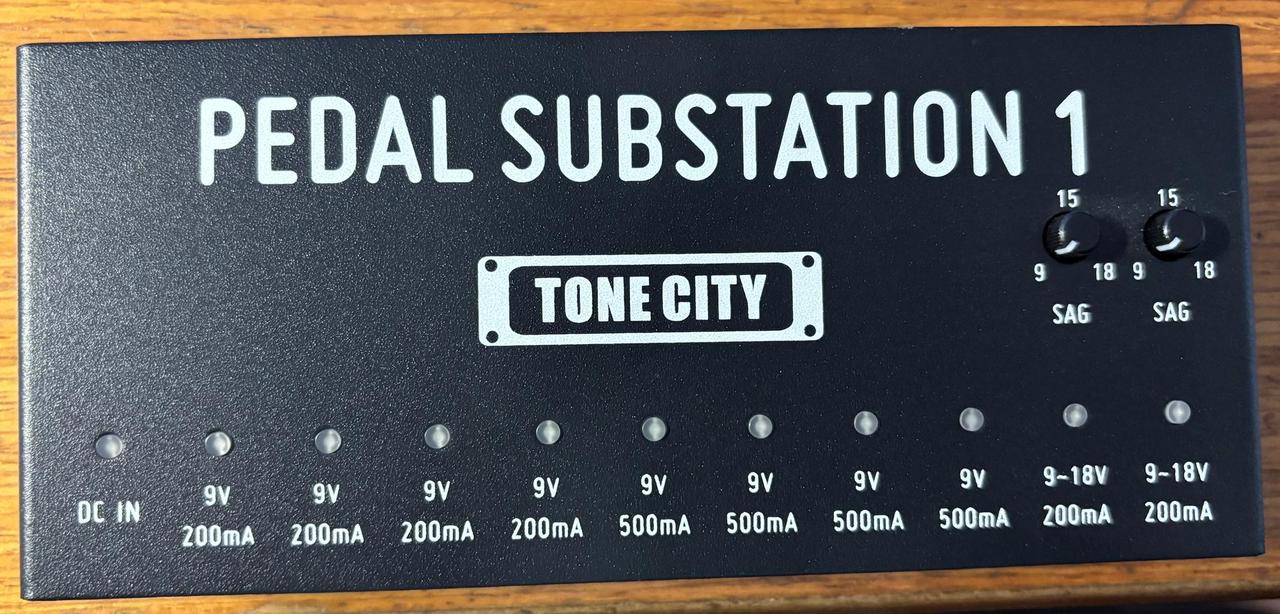 PEDAL SUBSTATION 1
15 15
9 18 9 18
SAG SAG
TONE CITY
DC IN
9V 9V 9V 9V 9V 9V 9V 9V 9~18V 9~18V
200mA 200mA 200mA 200mA 500mA 500mA 500mA 500mA 200mA 200mA